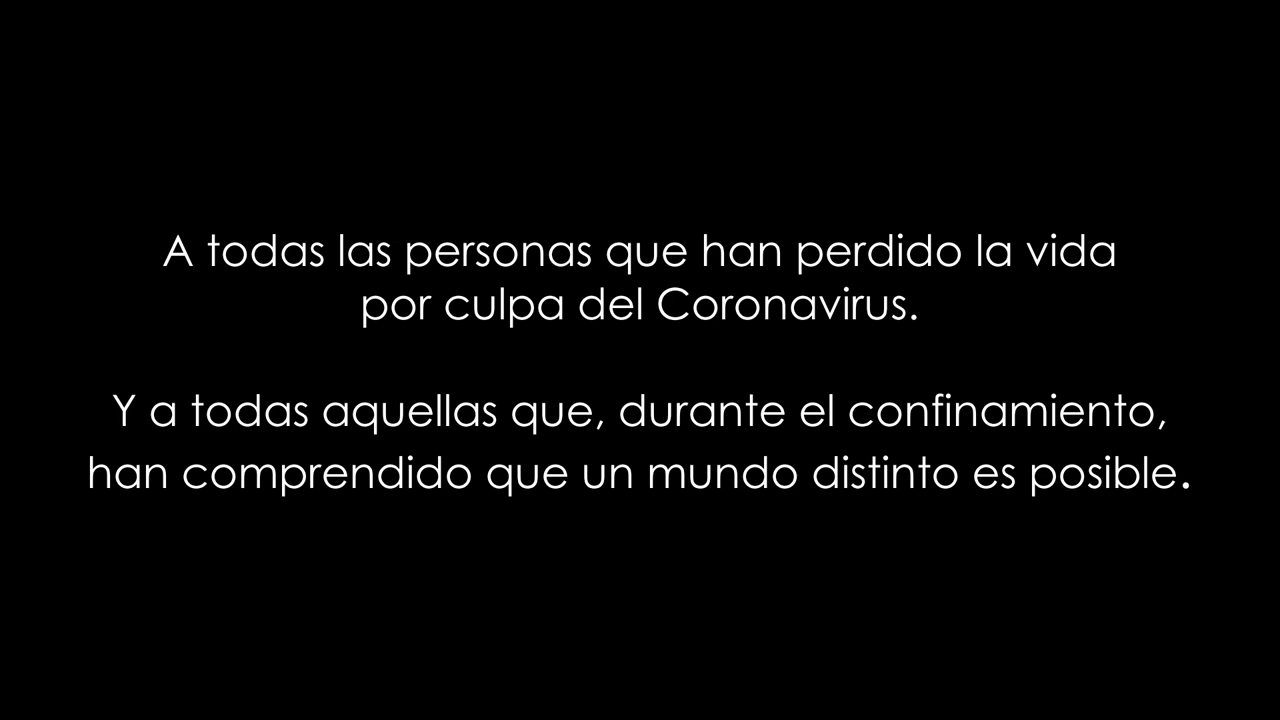 A todas las personas que han perdido la vida
por culpa del Coronavirus.
Y a todas aquellas que, durante el confinamiento,
han comprendido que un mundo distinto es posible.